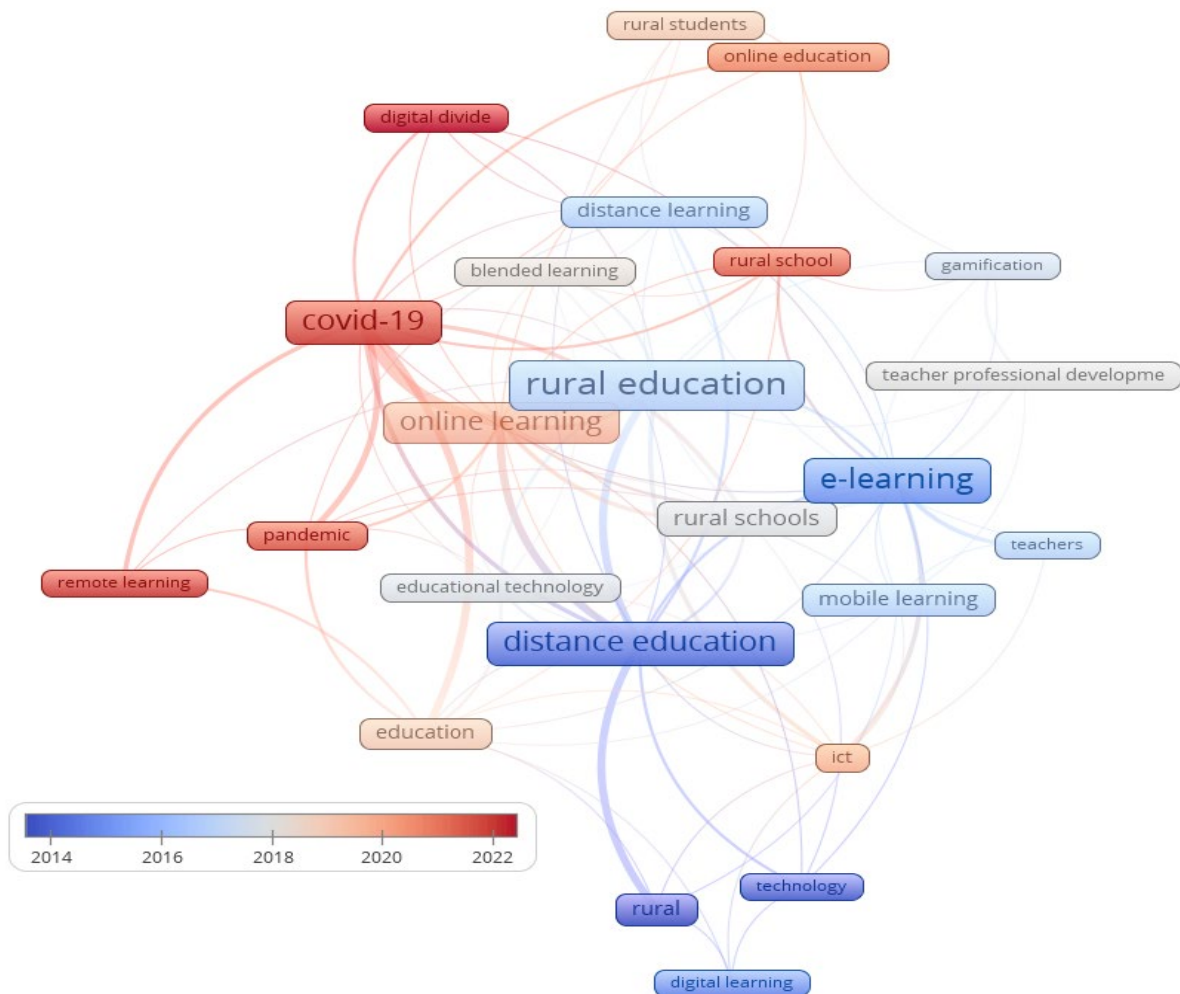 rural students
online education
digital divide
distance learning
blended learning
rural school
gamification
covid-19
rural education
teacher professional developme
online learning
e-learning
rural schools
pandemic
teachers
remote learning
educational technology
mobile learning
distance education
education
ict
2014 2016 2018 2020 2022
technology
rural
digital learning